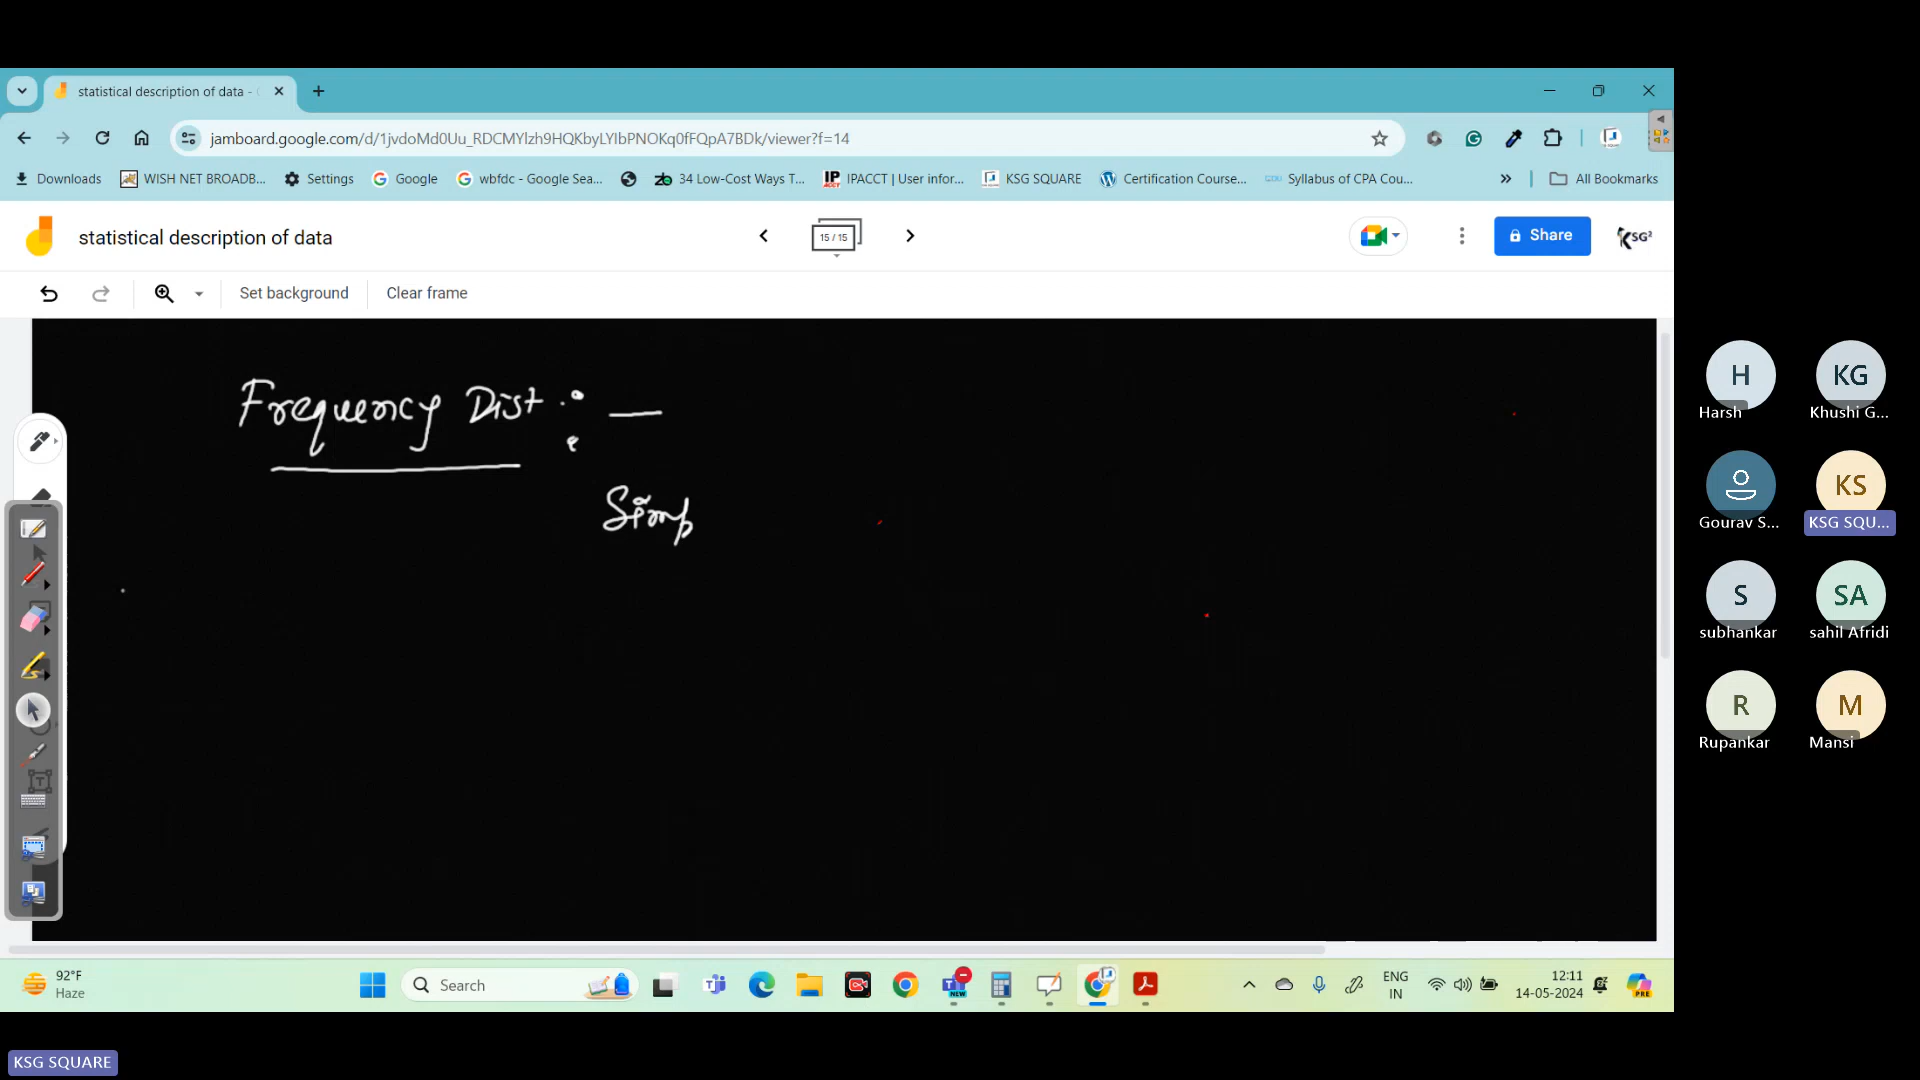 statistical description of data - 
jamboard.google.com/d/1jvdoMd0Uu_RDCMYlzh9HQKbyLYlbPNOKq0fFQpA7BDk/viewer?f=14
Downloads WISH NET BROADB... Settings Google wbfdc - Google Sea... 34 Low-Cost Ways T... IPACCT | User infor... KSG SQUARE Certification Course... Syllabus of CPA Cou... All Bookmarks
statistical description of data 15 / 15 Share KSG²
Set background Clear frame
Frequency Dist : —
Simp
H KG
Harsh Khushi G...
KS
Gourav S... KSG SQU...
S SA
subhankar sahil Afridi
R M
Rupankar Mansi
92°F
Haze
Search
ENG
IN
12:11
14-05-2024
KSG SQUARE